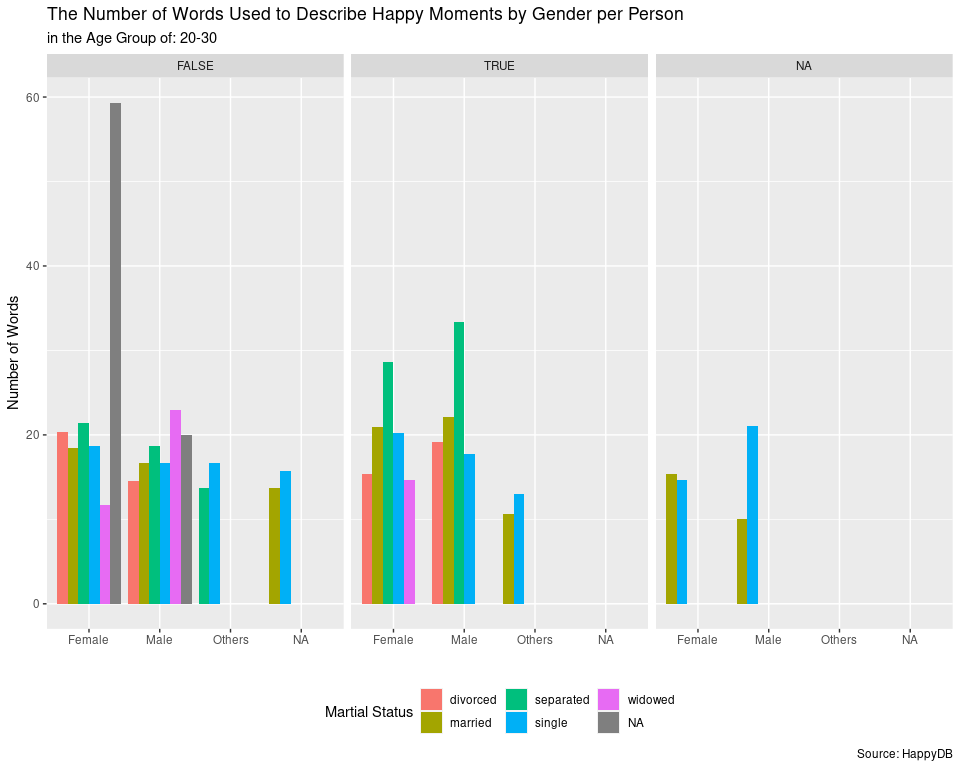 The Number of Words Used to Describe Happy Moments by Gender per Person
in the Age Group of: 20-30
FALSE TRUE NA
60
40
20
0
Number of Words
Female Male Others NA Female Male Others NA Female Male Others NA
Martial Status
divorced separated widowed
married single NA
Source: HappyDB